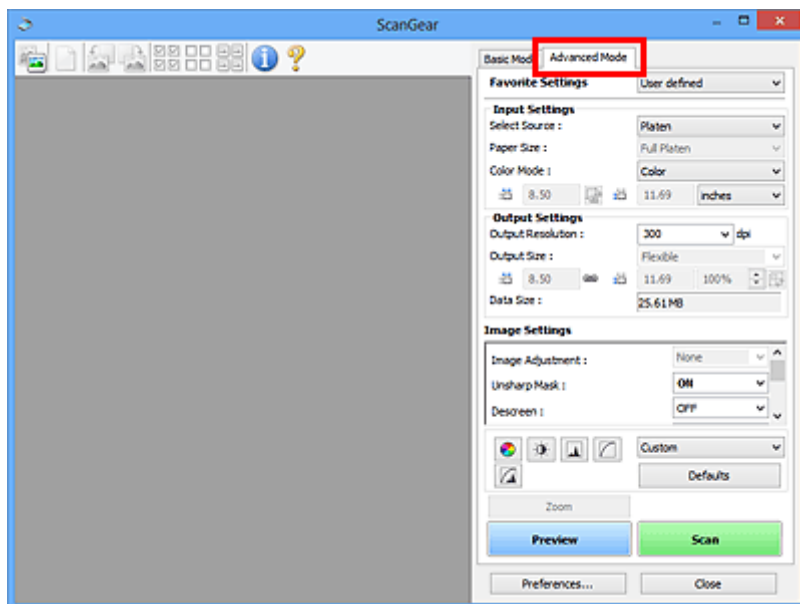 ScanGear
Basic Mode Advanced Mode
Favorite Settings User defined
Input Settings
Select Source : Platen
Paper Size : Full Platen
Color Mode : Color
8.50 11.69 inches
Output Settings
Output Resolution : 300 dpi
Output Size : Flexible
8.50 11.69 100%
Data Size : 25.61MB
Image Settings
Image Adjustment : None
Unsharp Mask : ON
Descreen : OFF
Custom
Defaults
Zoom
Preview Scan
Preferences... Close